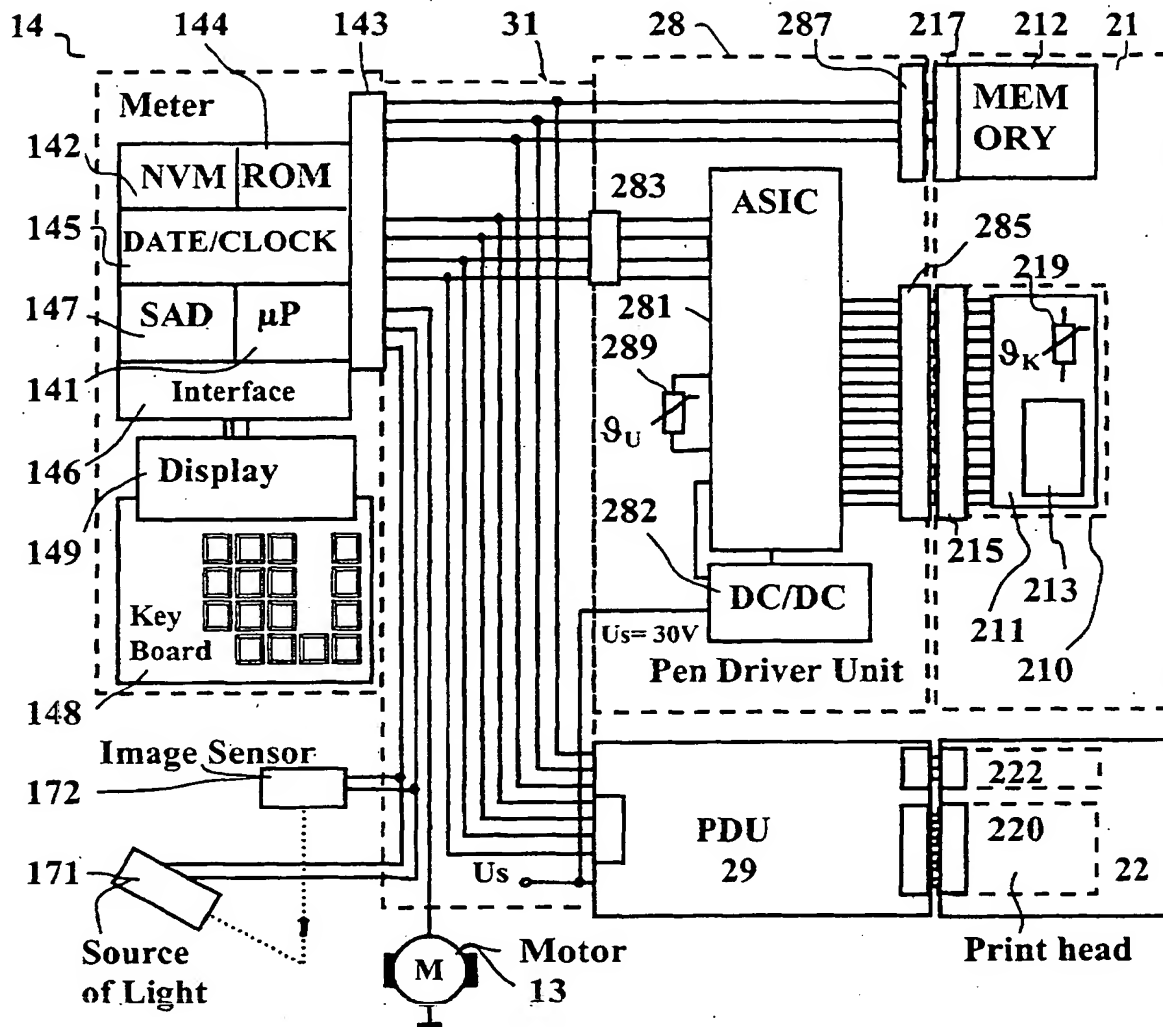 14
144
143
31
28
287
217
212
21
Meter
MEM
ORY
142
NVM
ROM
283
ASIC
285
145
DATE/CLOCK
219
147
SAD
μP
281
289
ϑK
141
Interface
ϑU
146
Display
282
215
149
DC/DC
213
Key
Board
Us= 30V
211
Pen Driver Unit
210
148
Image Sensor
172
222
PDU
29
220
171
Us
22
Source
of Light
M
Motor
13
Print head